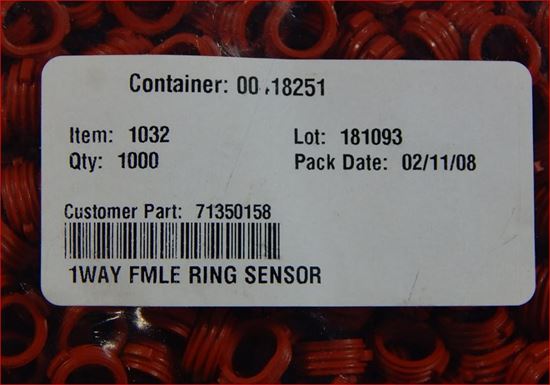 Container: 18251
Item: 1032
Lot: 181093
Qty: 1000
Pack Date: 02/11/08
Customer Part: 71350158
1WAY FMLE RING SENSOR